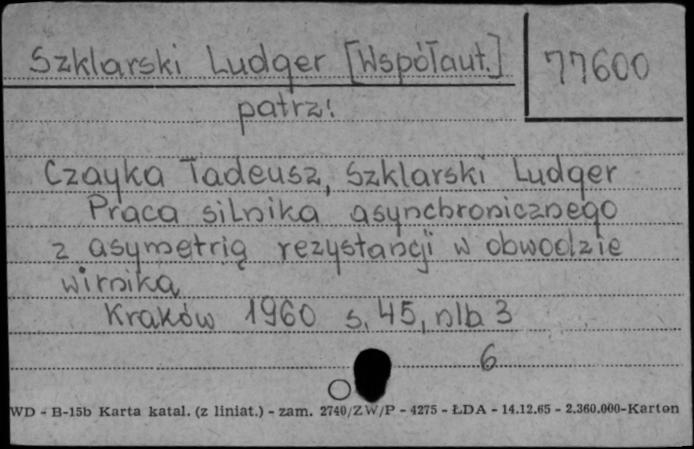 Szklarski Ludger [Współaut.]
77600
patrz:
Czayka Tadeusz, Szklarski Ludger
Praca silnika asynchronicznego
z asymetrią rezystancji w obwodzie
wirnika
Kraków 1960 s. 45, nlb 3
6
WD - B-15b Karta katal. (z liniat.) - zam. 2740/ZW/P - 4275 - ŁDA - 14.12.65 - 2.360.000-Karton